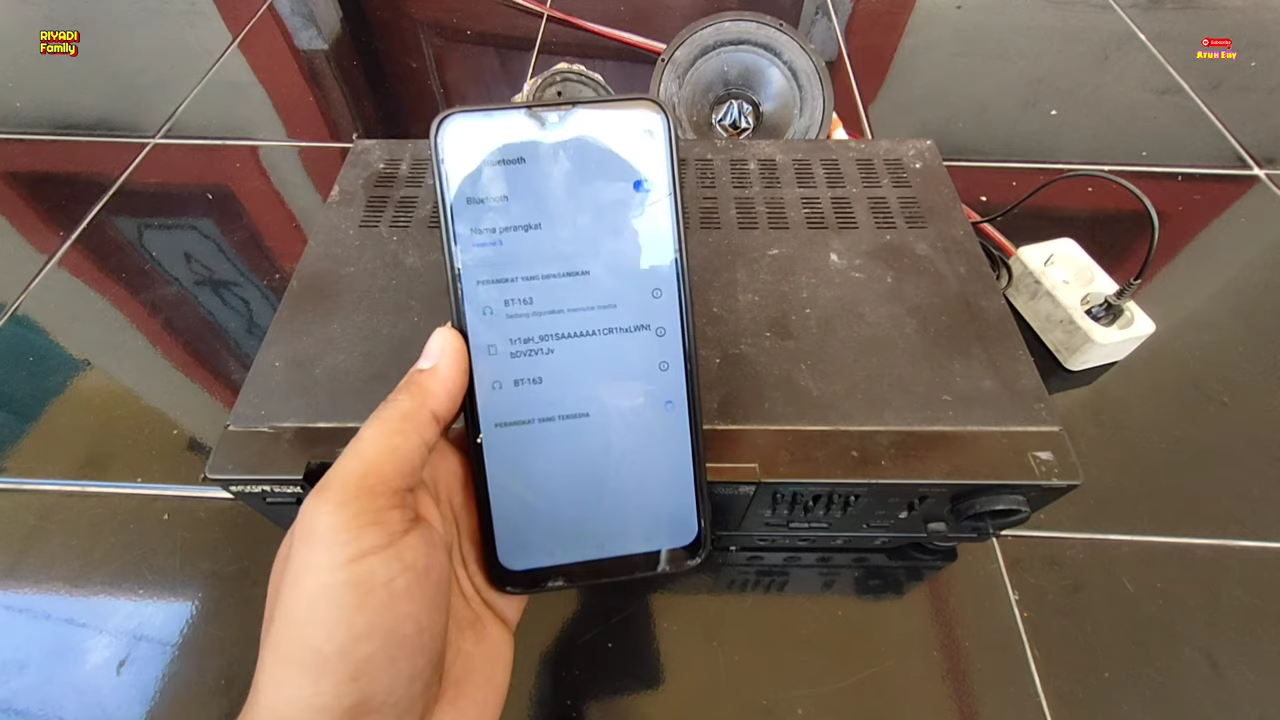 RIYADI
Family
Subscribe
Bluetooth
Bluetooth
Nama perangkat
PERANGKAT YANG DIPASANGKAN
BT-163
Sedang digunakan, memutar media
1r1aH_901SAAAAAA1CR1hxLWNt
bDVZV1Jv
BT-163
PERANGKAT YANG TERSEDIA